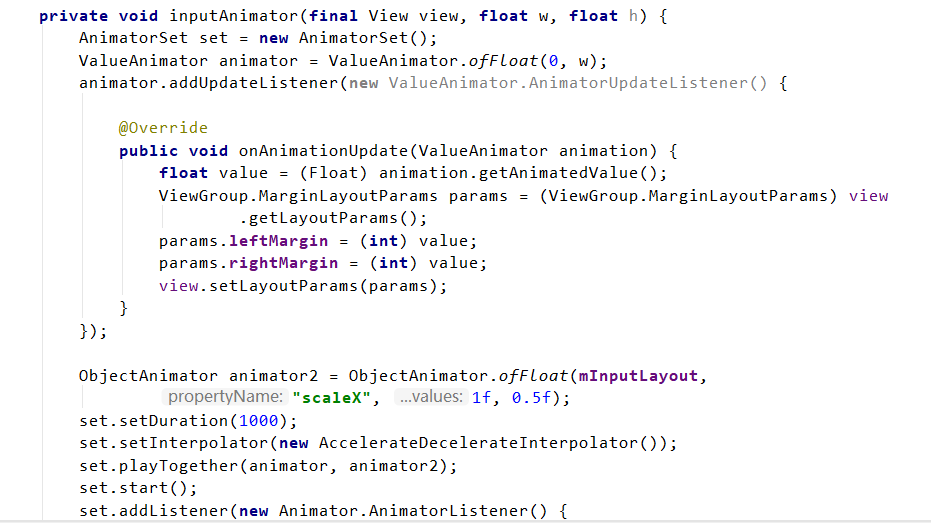 private void inputAnimator(final View view, float w, float h) {
AnimatorSet set = new AnimatorSet();
ValueAnimator animator = ValueAnimator.ofFloat(0, w);
animator.addUpdateListener(new ValueAnimator.AnimatorUpdateListener() {
@Override
public void onAnimationUpdate(ValueAnimator animation) {
float value = (Float) animation.getAnimatedValue();
ViewGroup.MarginLayoutParams params = (ViewGroup.MarginLayoutParams) view
.getLayoutParams();
params.leftMargin = (int) value;
params.rightMargin = (int) value;
view.setLayoutParams(params);
}
});
ObjectAnimator animator2 = ObjectAnimator.ofFloat(mInputLayout,
propertyName: "scaleX", ...values: 1f, 0.5f);
set.setDuration(1000);
set.setInterpolator(new AccelerateDecelerateInterpolator());
set.playTogether(animator, animator2);
set.start();
set.addListener(new Animator.AnimatorListener() {